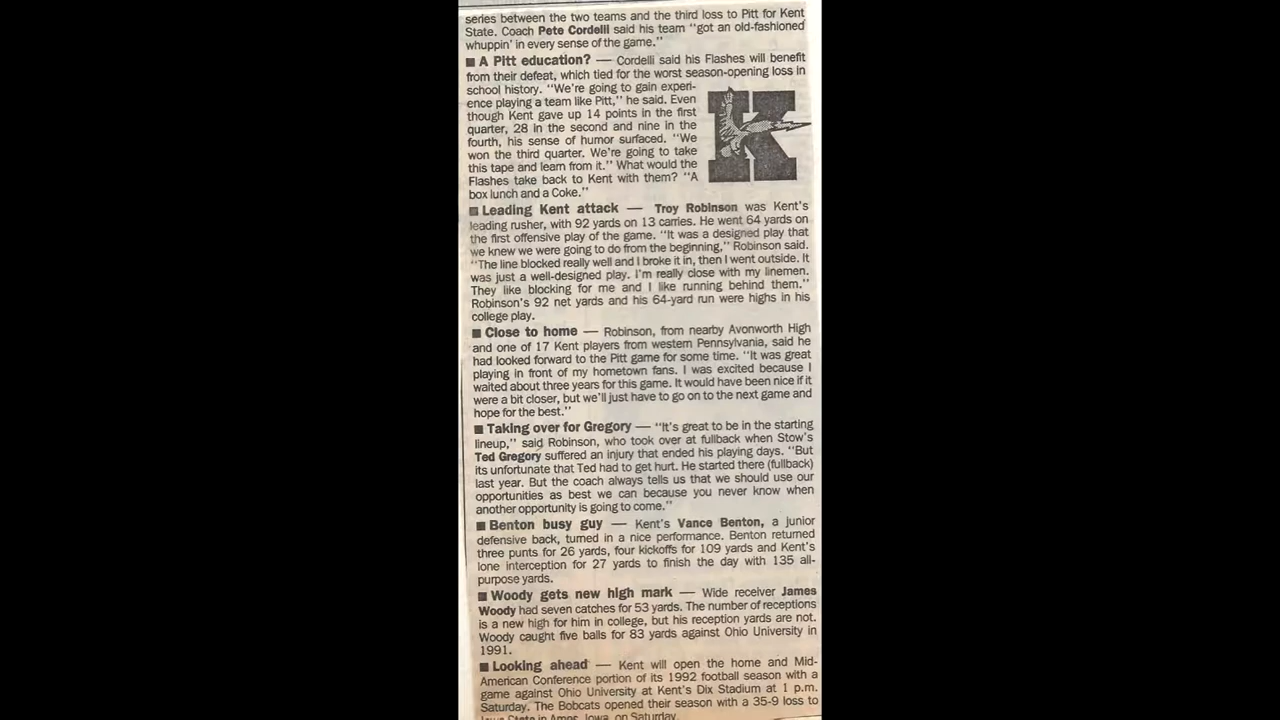 series between the two teams and the third loss to Pitt for Kent
State. Coach Pete Cordelli said his team "got an old-fashioned
whuppin' in every sense of the game."
■ A Pitt education? — Cordelli said his Flashes will benefit
from their defeat, which tied for the worst season-opening loss in
school history. "We're going to gain experi-
ence playing a team like Pitt," he said. Even
though Kent gave up 14 points in the first
quarter, 28 in the second and nine in the
fourth, his sense of humor surfaced. "We
won the third quarter. We're going to take
this tape and learn from it." What would the
Flashes take back to Kent with them? "A
box lunch and a Coke."
K
■ Leading Kent attack — Troy Robinson was Kent's
leading rusher, with 92 yards on 13 carries. He went 64 yards on
the first offensive play of the game. "It was a designed play that
we knew we were going to do from the beginning," Robinson said.
"The line blocked really well and I broke it in, then I went outside. It
was just a well-designed play. I'm really close with my linemen.
They like blocking for me and I like running behind them."
Robinson's 92 net yards and his 64-yard run were highs in his
college play.
■ Close to home — Robinson, from nearby Avonworth High
and one of 17 Kent players from western Pennsylvania, said he
had looked forward to the Pitt game for some time. "It was great
playing in front of my hometown fans. I was excited because I
waited about three years for this game. It would have been nice if it
were a bit closer, but we'll just have to go on to the next game and
hope for the best."
■ Taking over for Gregory — "It's great to be in the starting
lineup," said Robinson, who took over at fullback when Stow's
Ted Gregory suffered an injury that ended his playing days. "But
its unfortunate that Ted had to get hurt. He started there (fullback)
last year. But the coach always tells us that we should use our
opportunities as best we can because you never know when
another opportunity is going to come."
■ Benton busy guy — Kent's Vance Benton, a junior
defensive back, turned in a nice performance. Benton returned
three punts for 26 yards, four kickoffs for 109 yards and Kent's
lone interception for 27 yards to finish the day with 135 all-
purpose yards.
■ Woody gets new high mark — Wide receiver James
Woody had seven catches for 53 yards. The number of receptions
is a new high for him in college, but his reception yards are not.
Woody caught five balls for 83 yards against Ohio University in
1991.
■ Looking ahead — Kent will open the home and Mid-
American Conference portion of its 1992 football season with a
game against Ohio University at Kent's Dix Stadium at 1 p.m.
Saturday. The Bobcats opened their season with a 35-9 loss to
Iowa State in Ames, Iowa, on Saturday.